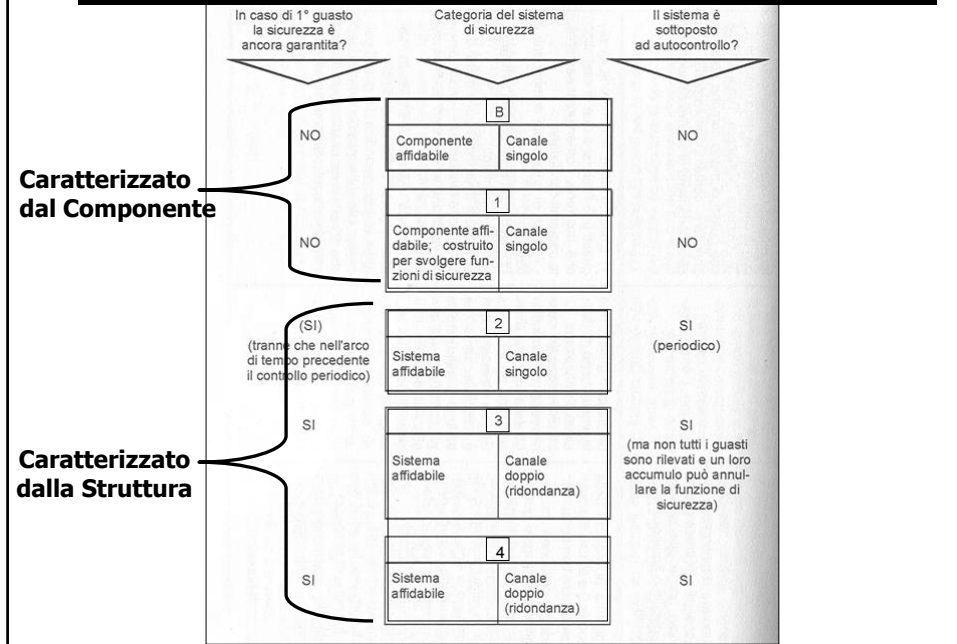 In caso di 1° guasto
la sicurezza è
ancora garantita?
Categoria del sistema
di sicurezza
Il sistema è
sottoposto
ad autocontrollo?
Caratterizzato
dal Componente
NO
B
Componente
affidabile
Canale
singolo
NO
NO
1
Componente affi-
dabile; costruito
per svolgere fun-
zioni di sicurezza
Canale
singolo
NO
Caratterizzato
dalla Struttura
(SI)
(tranne che nell'arco
di tempo precedente
il controllo periodico)
2
Sistema
affidabile
Canale
singolo
SI
(periodico)
SI
3
Sistema
affidabile
Canale
doppio
(ridondanza)
SI
(ma non tutti i guasti
sono rilevati e un loro
accumulo può annul-
lare la funzione di
sicurezza)
SI
4
Sistema
affidabile
Canale
doppio
(ridondanza)
SI